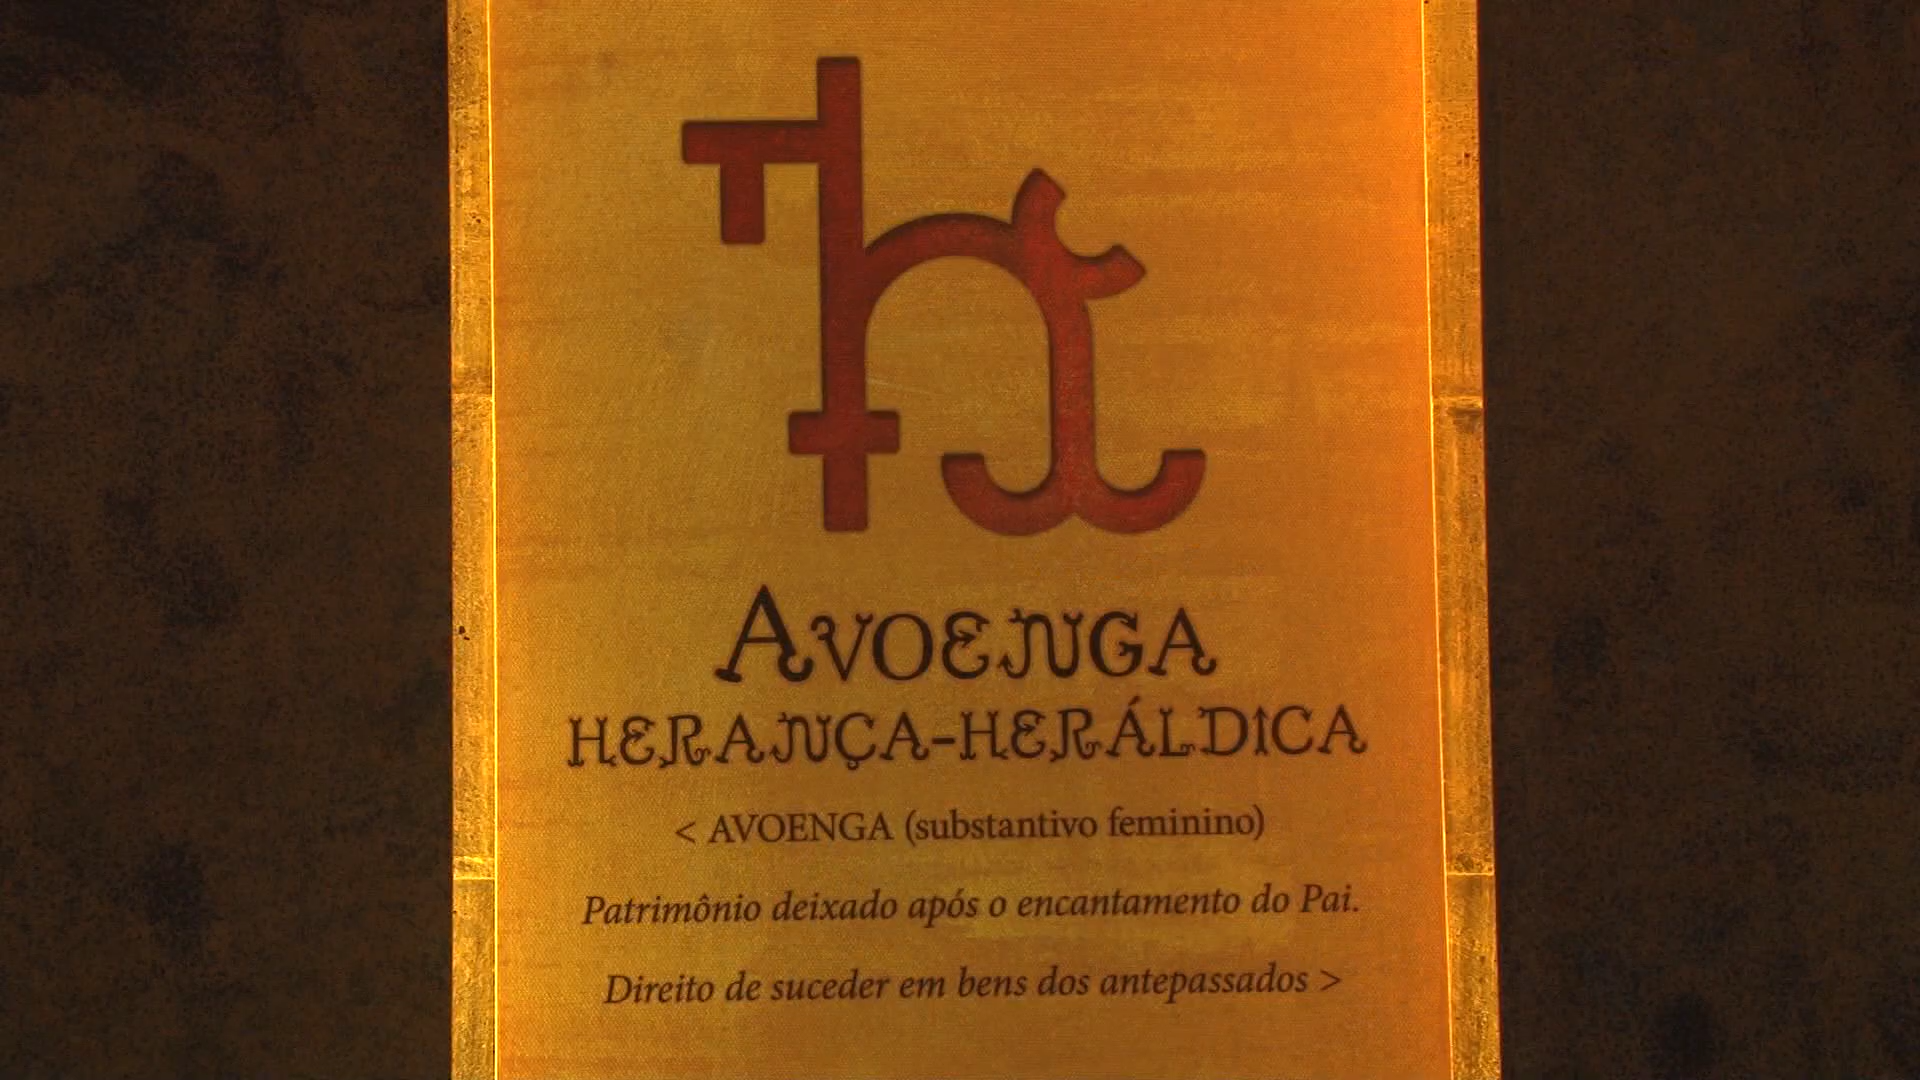 AVOENGA
HERANÇA-HERÁLDICA
< AVOENGA (substantivo feminino)
Patrimônio deixado após o encantamento do Pai.
Direito de suceder em bens dos antepassados >